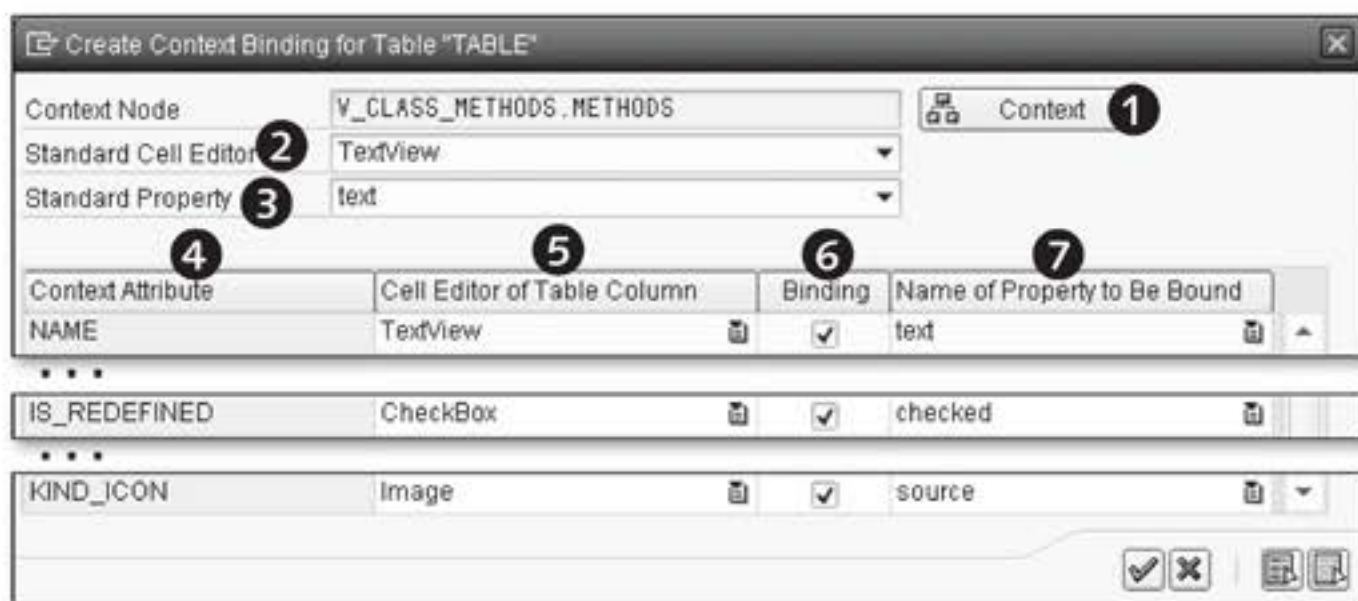 Create Context Binding for Table "TABLE"
Context Node V_CLASS_METHODS.METHODS Context 1
Standard Cell Editor 2 TextView
Standard Property 3 text
4 5 6 7
Context Attribute Cell Editor of Table Column Binding Name of Property to Be Bound
NAME TextView text
...
IS_REDEFINED CheckBox checked
...
KIND_ICON Image source